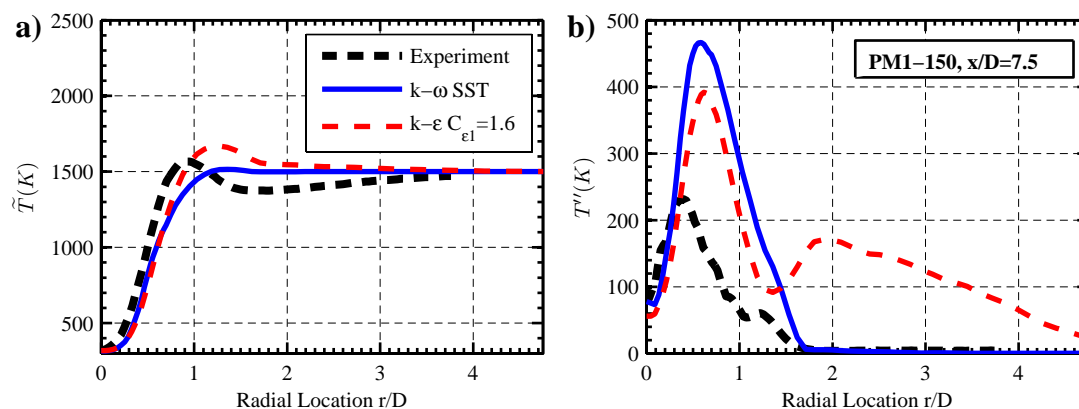 a)
2500
2000
1500
1000
500
T̃(K)
0 1 2 3 4
Radial Location r/D
Experiment
k−ω SST
k−ε Cε1=1.6
b)
500
400
300
200
100
0
T''(K)
0 1 2 3 4
Radial Location r/D
PM1−150, x/D=7.5